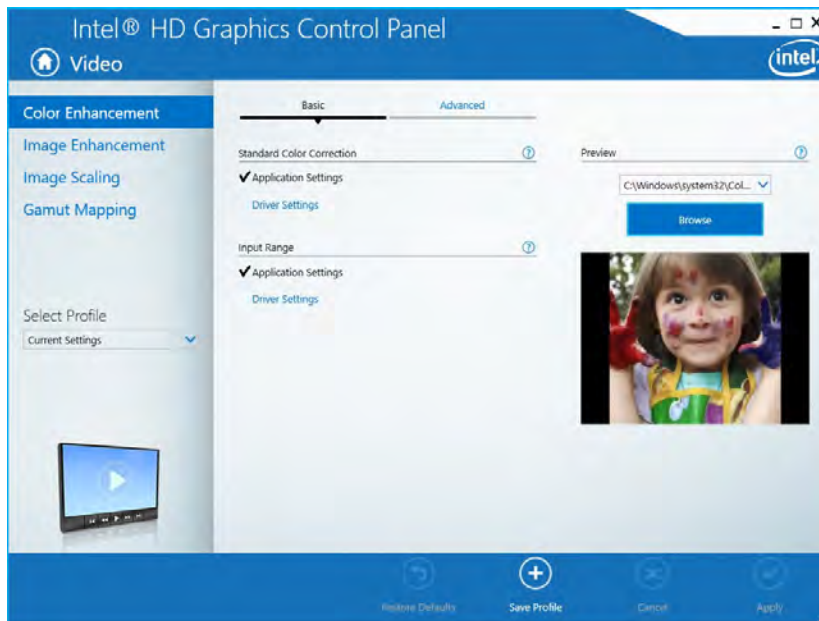 Intel® HD Graphics Control Panel
Video
intel
Color Enhancement
Image Enhancement
Image Scaling
Gamut Mapping
Select Profile
Current Settings
Basic
Advanced
Standard Color Correction
Application Settings
Driver Settings
Input Range
Application Settings
Driver Settings
Preview
C:\Windows\system32\Col...
Browse
Restore Defaults
Save Profile
Cancel
Apply